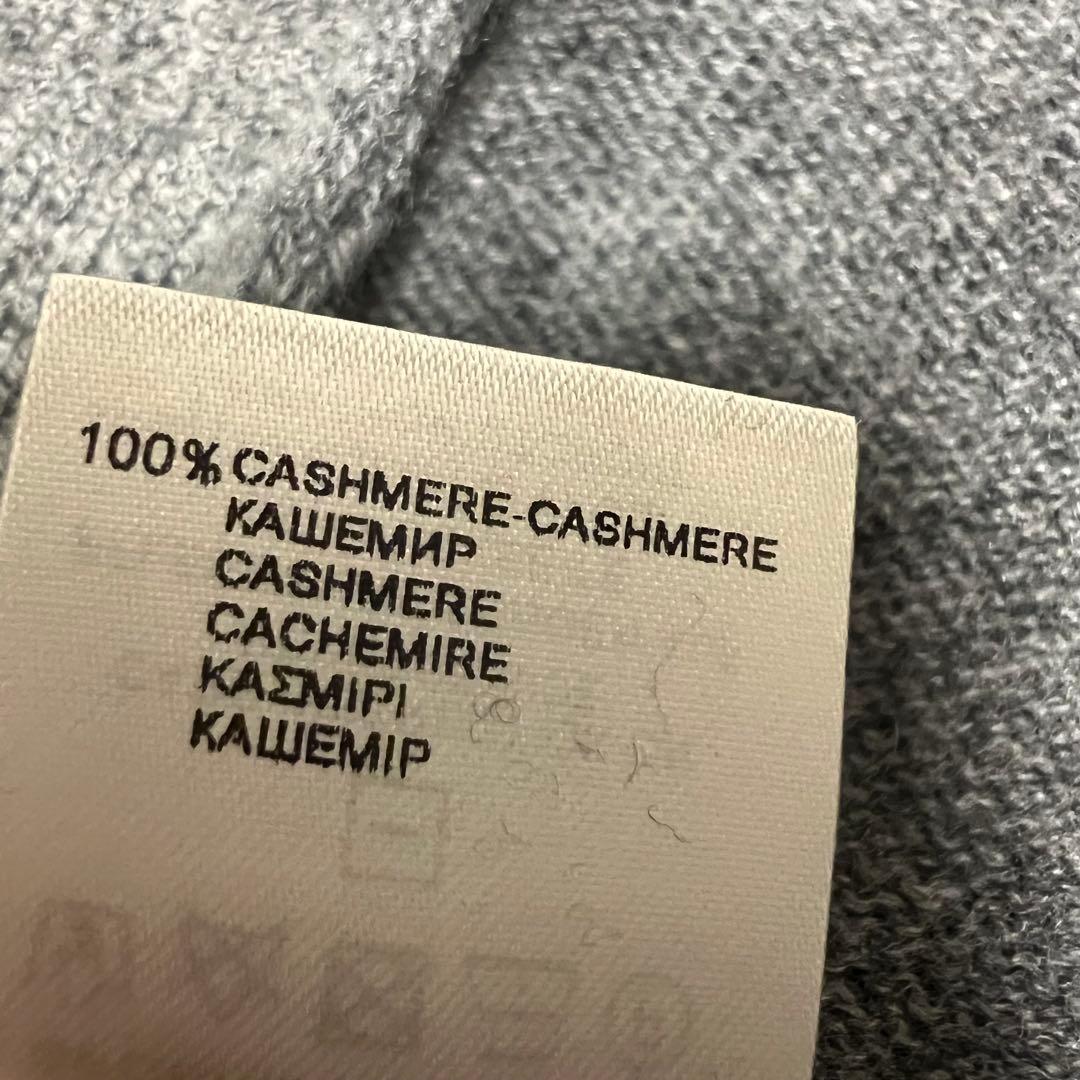 100% CASHMERE-CASHMERE
КАШЕМИР
CASHMERE
CACHEMIRE
ΚΑΣΜΙΡΙ
КАШЕМІР